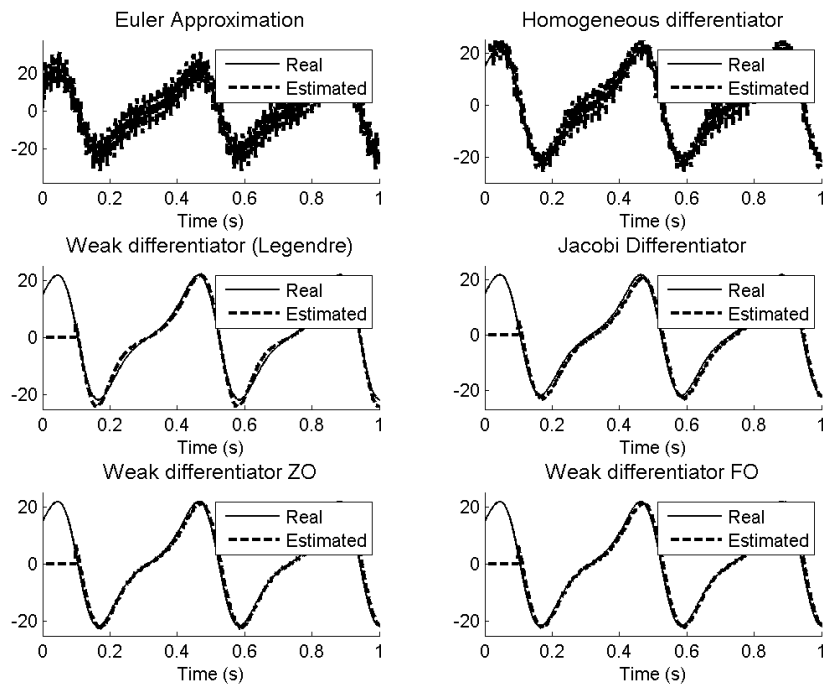 Euler Approximation
20
0
-20
Real
Estimated
0 0.2 0.4 0.6 0.8 1
Time (s)
Homogeneous differentiator
20
0
-20
Real
Estimated
0 0.2 0.4 0.6 0.8 1
Time (s)
Weak differentiator (Legendre)
20
0
-20
Real
Estimated
0 0.2 0.4 0.6 0.8 1
Time (s)
Jacobi Differentiator
20
0
-20
Real
Estimated
0 0.2 0.4 0.6 0.8 1
Time (s)
Weak differentiator ZO
20
0
-20
Real
Estimated
0 0.2 0.4 0.6 0.8 1
Time (s)
Weak differentiator FO
20
0
-20
Real
Estimated
0 0.2 0.4 0.6 0.8 1
Time (s)